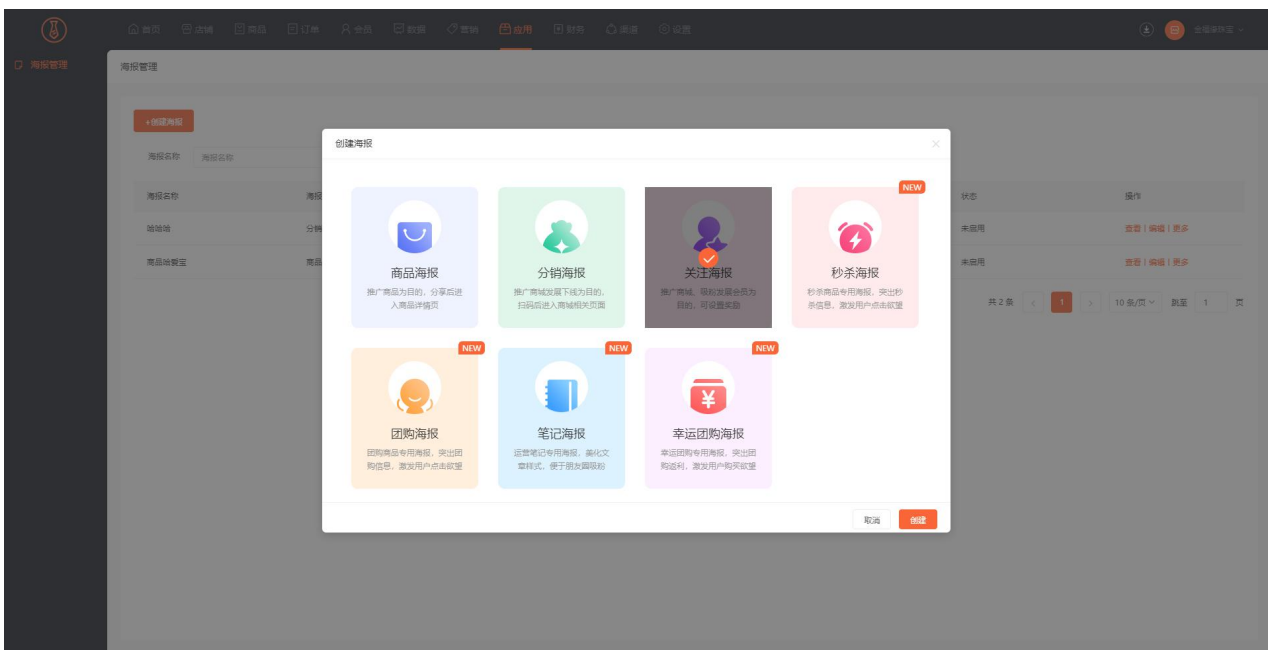 首页 店铺 商品 订单 会员 数据 营销 应用 财务 渠道 设置
海报管理
海报管理
+创建海报
海报名称 海报名称
创建海报
海报名称 海报 状态 操作
哈哈哈 分销 未启用 查看 | 编辑 | 更多
商品哈爱宝 商品 未启用 查看 | 编辑 | 更多
共 2 条 < 1 > 10 条/页 跳至 1 页
商品海报
推广商品为目的，分享后进
入商品详情页
分销海报
推广商城发展下线为目的，
扫码后进入商城相关页面
关注海报
推广商城、吸粉发展会员为
目的，可设置奖励
NEW
秒杀海报
秒杀商品专用海报，突出秒
杀信息，激发用户点击欲望
NEW
团购海报
团购商品专用海报，突出团
购信息，激发用户点击欲望
NEW
笔记海报
运营笔记专用海报，美化文
章样式，便于朋友圈吸粉
NEW
幸运团购海报
幸运团购专用海报，突出团
购返利，激发用户购买欲望
取消 创建